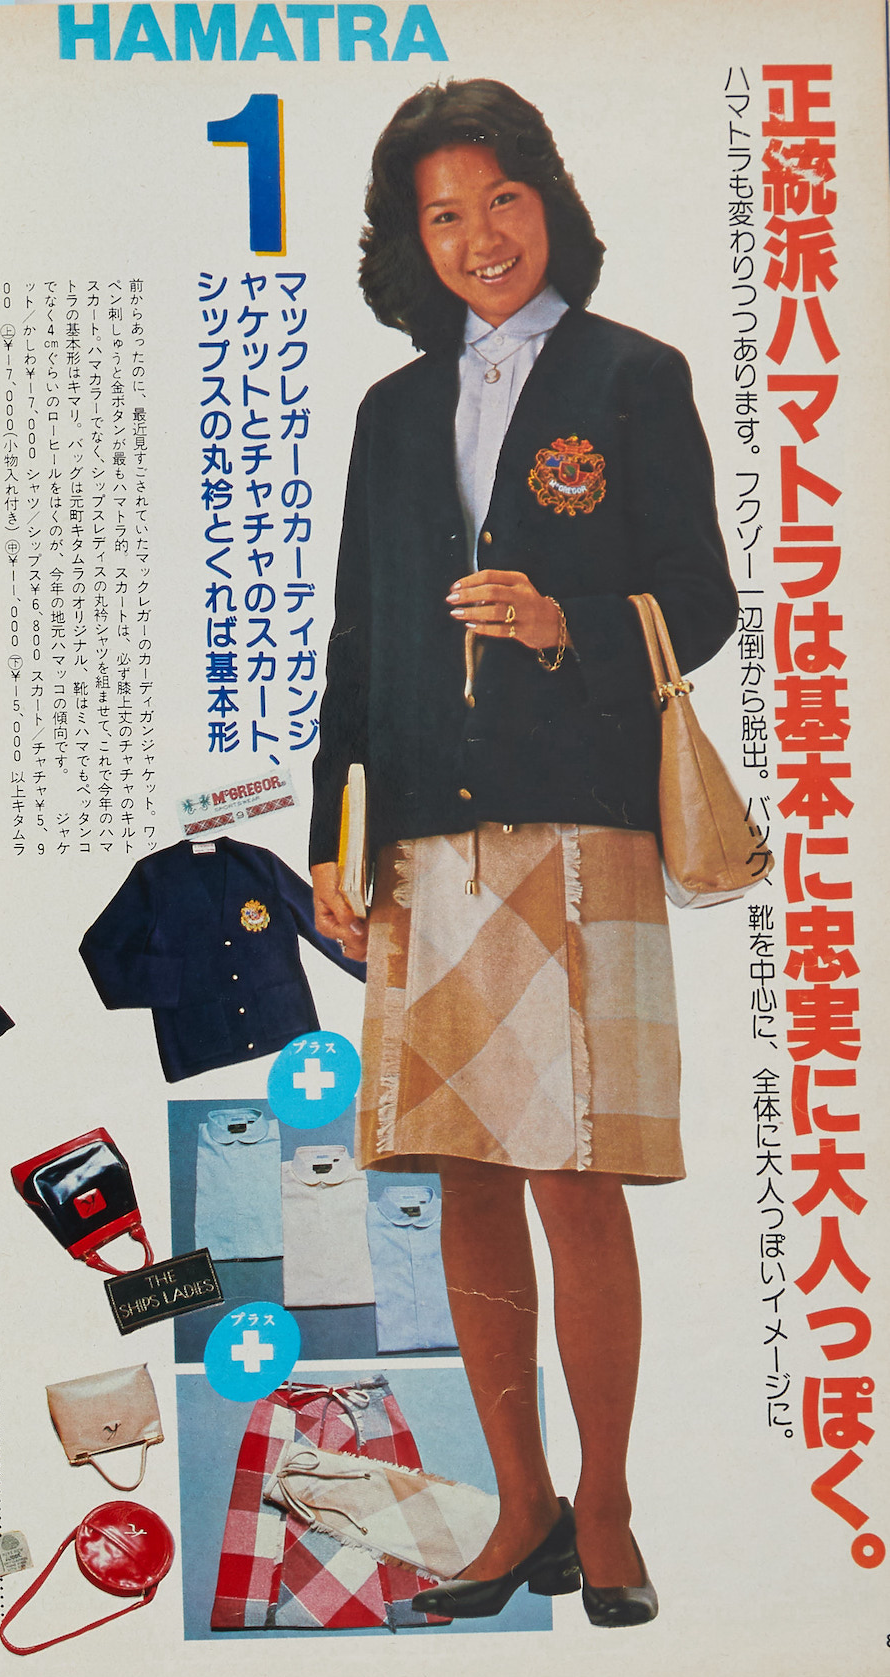 HAMATRA
正統派ハマトラは基本に忠実に大人っぽく。
ハマトラも変わりつつあります。フクゾー一辺倒から脱出。バッグ、靴を中心に、全体に大人っぽいイメージに。
1
マックレガーのカーディガンジ
ャケットとチャチャのスカート、
シップスの丸衿とくれば基本形
前からあったのに、最近見すごされていたマックレガーのカーディガンジャケット。ワッ
ペン刺しゅうと金ボタンが最もハマトラ的。スカートは、必ず膝上丈のチャチャのキルト
スカート。ハマカラーでなく、シップスレディスの丸衿シャツを組ませて、これで今年のハマ
トラの基本形はキマリ。バッグは元町キタムラのオリジナル、靴はミハマでもペッタンコ
でなく4cmぐらいのローヒールをはくのが、今年の地元ハマッコの傾向です。 ジャケ
ット/かしわ¥17,000 シャツ/シップス¥6,800 スカート/チャチャ¥5,9
00 ㊤¥17,000(小物入れ付き) ㊥¥11,000 ㊦¥15,000 以上キタムラ
McGREGOR
McGREGOR®
SPORTSWEAR
9
プラス
THE
SHIPS LADIES
プラス